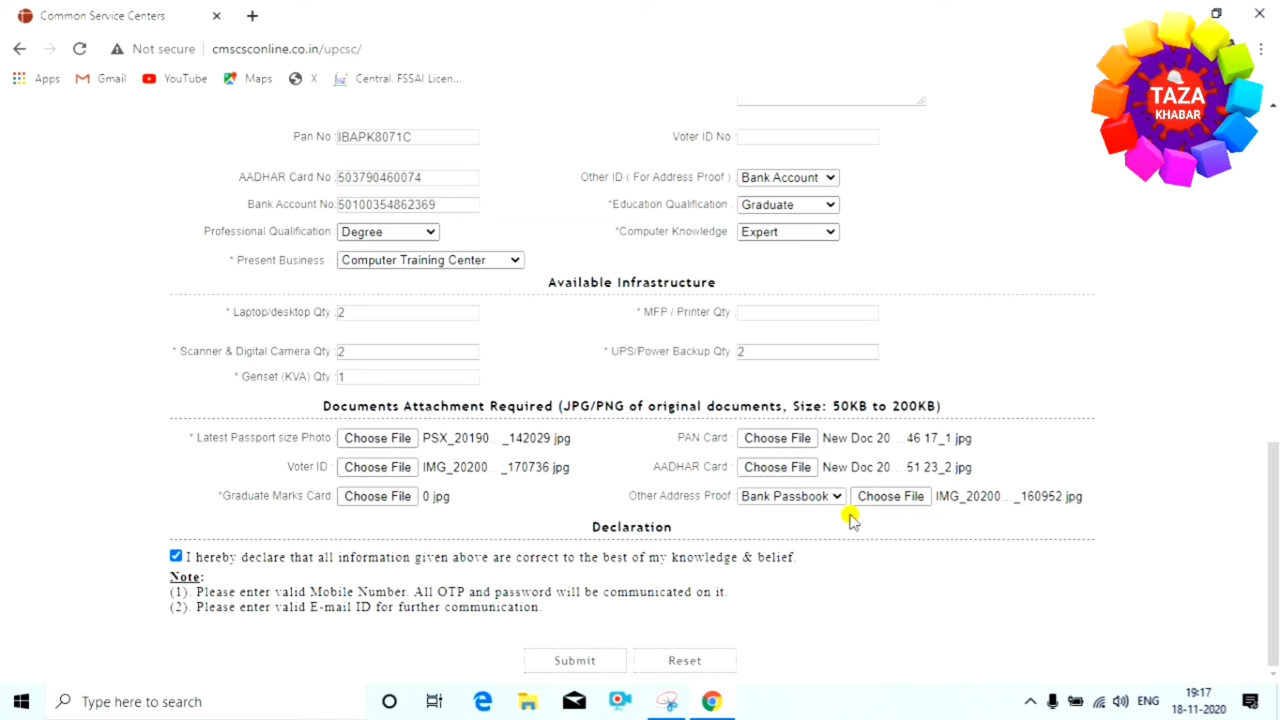 Common Service Centers
Not secure cmscsconline.co.in/upcsc/
Apps Gmail YouTube Maps X Central. FSSAI Licen...
TAZA
KHABAR
Pan No : IBAPK8071C Voter ID No
AADHAR Card No : 503790460074 Other ID ( For Address Proof ) : Bank Account
Bank Account No. 50100354862369 *Education Qualification : Graduate
Professional Qualification : Degree *Computer Knowledge : Expert
* Present Business : Computer Training Center
Available Infrastructure
* Laptop/desktop Qty : 2 * MFP / Printer Qty :
* Scanner & Digital Camera Qty : 2 * UPS/Power Backup Qty : 2
* Genset (KVA) Qty : 1
Documents Attachment Required (JPG/PNG of original documents, Size: 50KB to 200KB)
* Latest Passport size Photo : Choose File PSX_20190..._142029 jpg PAN Card : Choose File New Doc 20 ... 46 17_1 jpg
Voter ID : Choose File IMG_20200..._170736 jpg AADHAR Card : Choose File New Doc 20 ... 51 23_2 jpg
*Graduate Marks Card: Choose File 0 jpg Other Address Proof : Bank Passbook Choose File IMG_20200..._160952 jpg
Declaration
I hereby declare that all information given above are correct to the best of my knowledge & belief.
Note:
(1). Please enter valid Mobile Number. All OTP and password will be communicated on it.
(2). Please enter valid E-mail ID for further communication.
Submit Reset
Type here to search ENG 19:17
18-11-2020